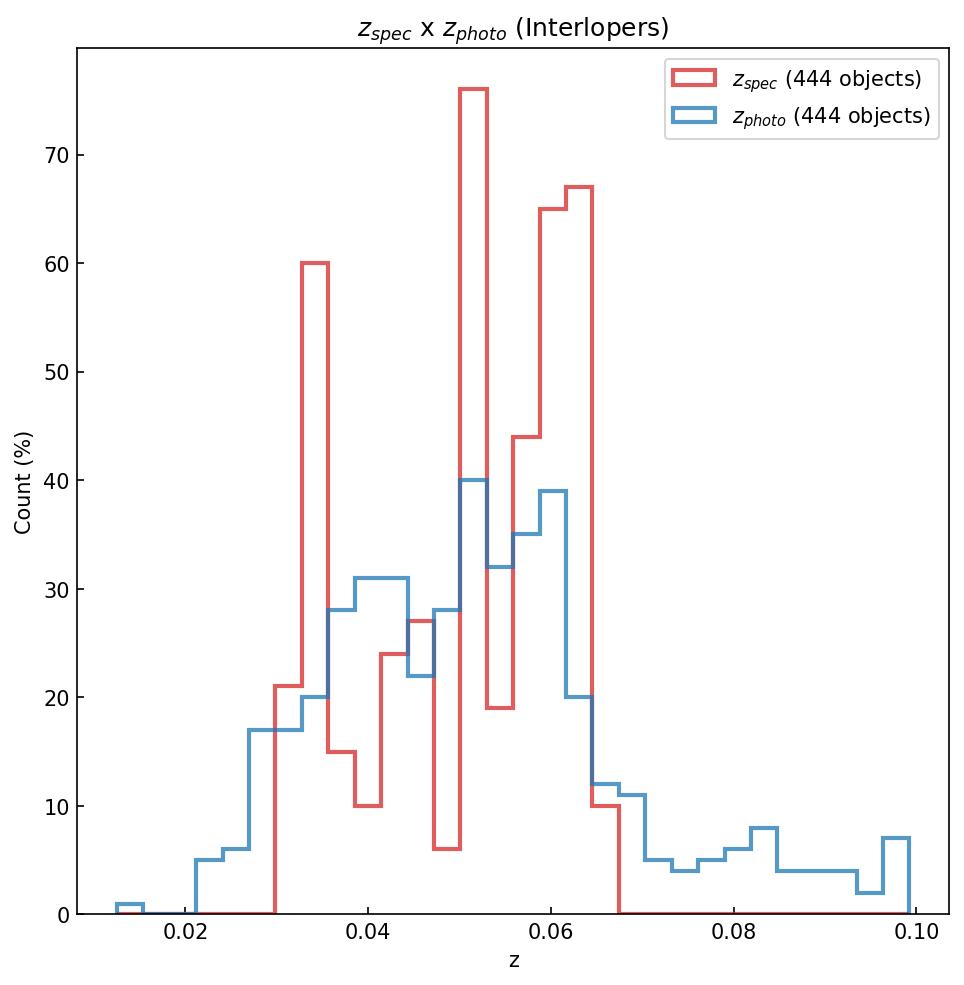 z_spec x z_photo (Interlopers)
z_spec (444 objects)
z_photo (444 objects)
Count (%)
70
60
50
40
30
20
10
0
0.02 0.04 0.06 0.08 0.10
z